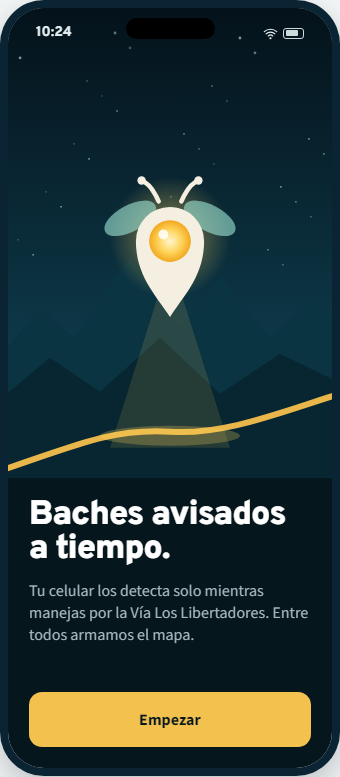 10:24
Baches avisados
a tiempo.
Tu celular los detecta solo mientras
manejas por la Vía Los Libertadores. Entre
todos armamos el mapa.
Empezar